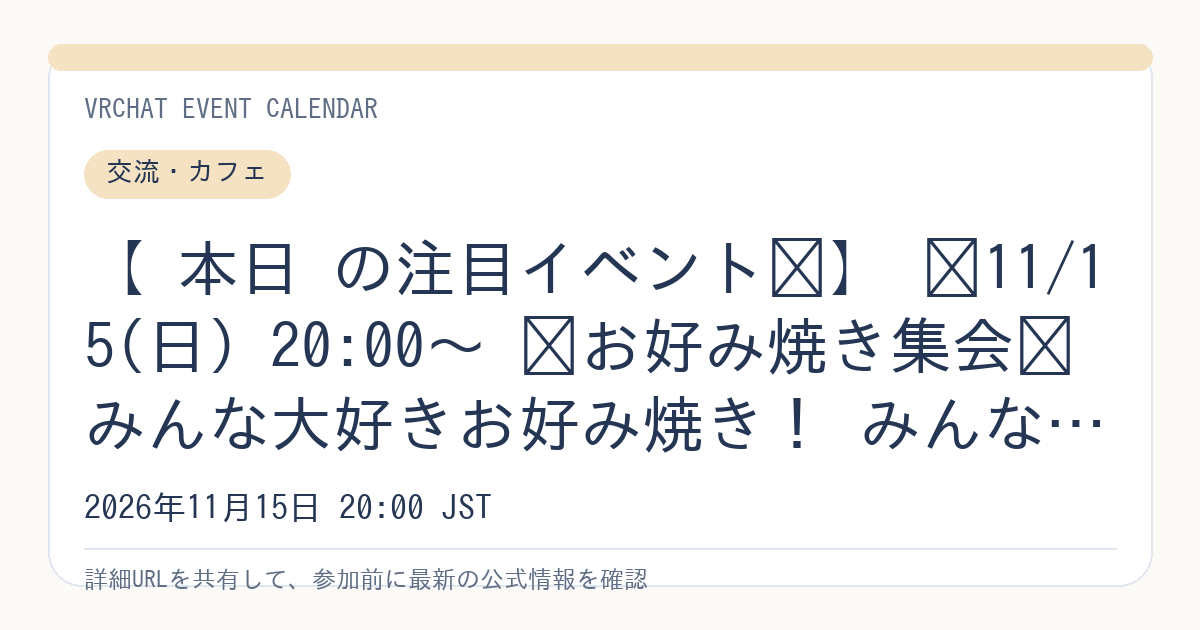 VRCHAT EVENT CALENDAR
交流・カフェ
【 本日 の注目イベント】 11/1
5(日) 20:00〜 お好み焼き集会
みんな大好きお好み焼き！ みんな…
2026年11月15日 20:00 JST
詳細URLを共有して、参加前に最新の公式情報を確認